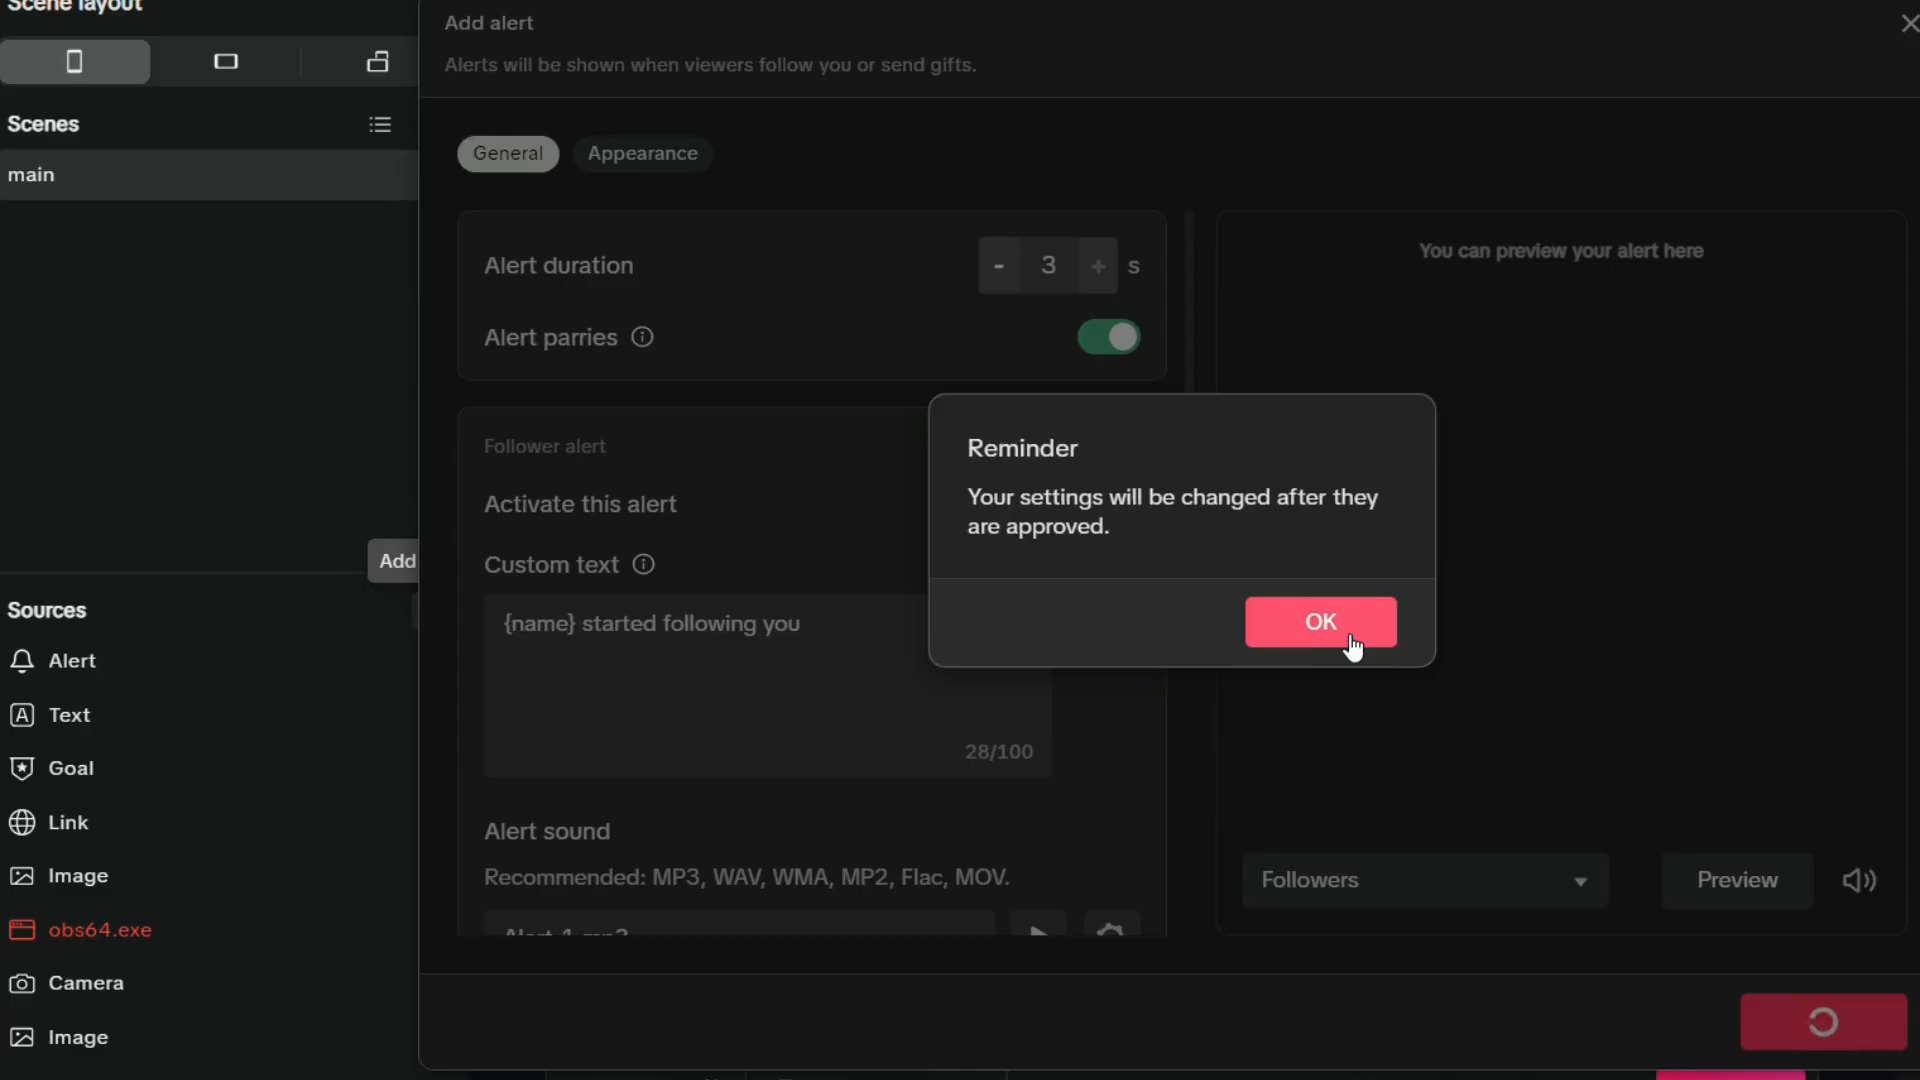 Scene layout
Scenes
main
Add
Sources
Alert
Text
Goal
Link
Image
obs64.exe
Camera
Image
Add alert
Alerts will be shown when viewers follow you or send gifts.
General
Appearance
Alert duration
- 3 + s
Alert parries
Follower alert
Activate this alert
Custom text
{name} started following you
28/100
Alert sound
Recommended: MP3, WAV, WMA, MP2, Flac, MOV.
Alert 1.mp3
You can preview your alert here
Followers
Preview
Reminder
Your settings will be changed after they
are approved.
OK